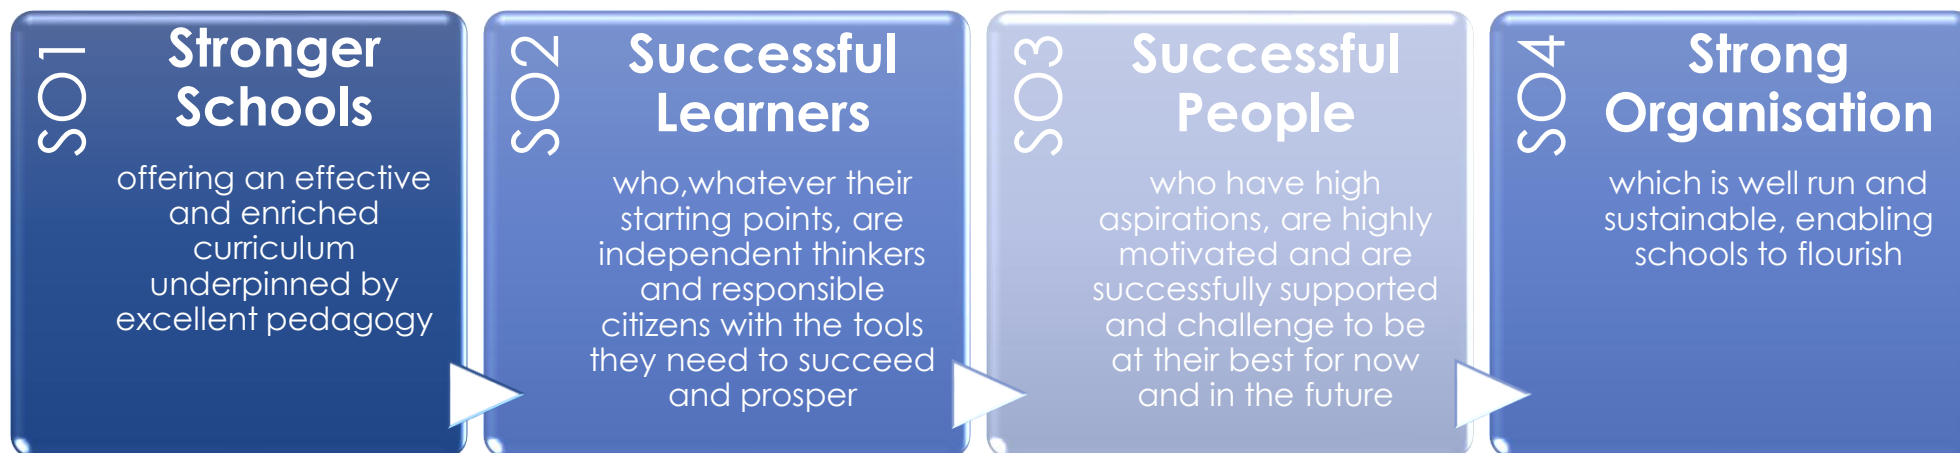 SO1
Stronger
Schools
offering an effective
and enriched
curriculum
underpinned by
excellent pedagogy
SO2
Successful
Learners
who,whatever their
starting points, are
independent thinkers
and responsible
citizens with the tools
they need to succeed
and prosper
SO3
Successful
People
who have high
aspirations, are highly
motivated and are
successfully supported
and challenge to be
at their best for now
and in the future
SO4
Strong
Organisation
which is well run and
sustainable, enabling
schools to flourish